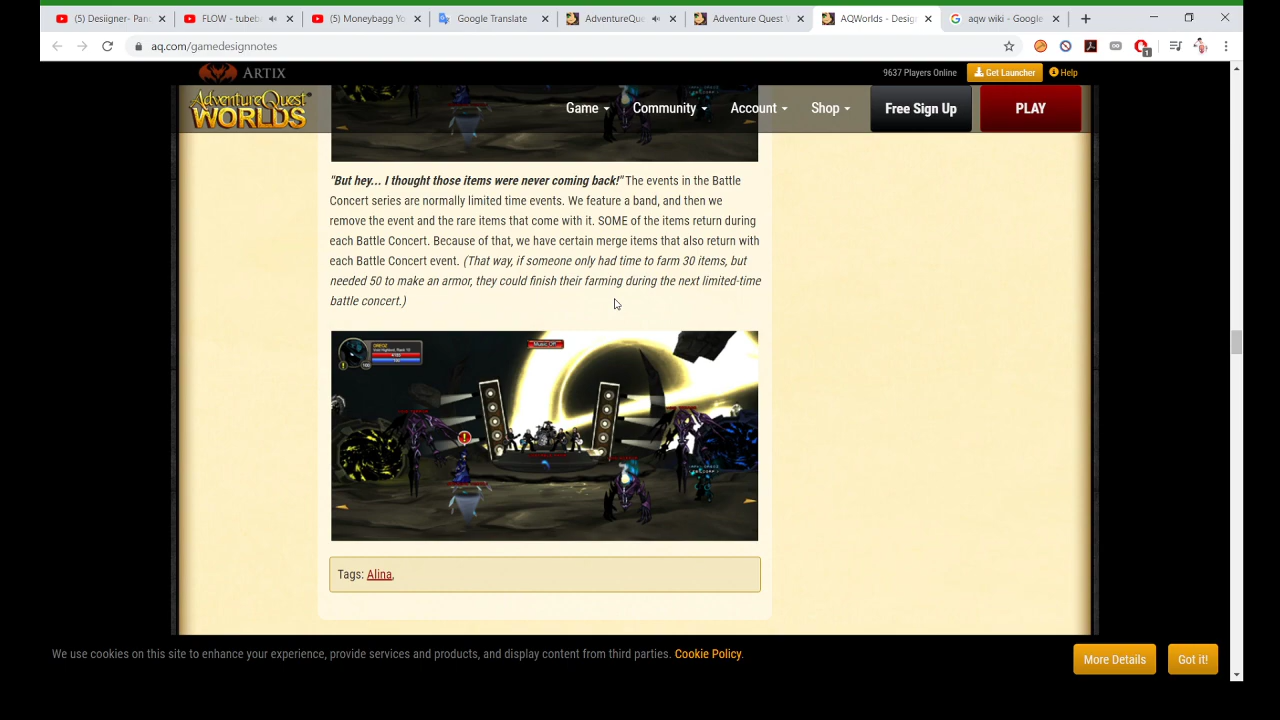 (5) Desiigner- Pan
FLOW - tubeb
(5) Moneybagg Yo
Google Translate
AdventureQue
Adventure Quest W
AQWorlds - Desig
aqw wiki - Google
aq.com/gamedesignnotes
1
ARTIX
9637 Players Online
Get Launcher
Help
AdventureQuest
WORLDS
Game
Community
Account
Shop
Free Sign Up
PLAY
"But hey... I thought those items were never coming back!" The events in the Battle
Concert series are normally limited time events. We feature a band, and then we
remove the event and the rare items that come with it. SOME of the items return during
each Battle Concert. Because of that, we have certain merge items that also return with
each Battle Concert event. (That way, if someone only had time to farm 30 items, but
needed 50 to make an armor, they could finish their farming during the next limited-time
battle concert.)
Music Off
Tags: Alina,
We use cookies on this site to enhance your experience, provide services and products, and display content from third parties. Cookie Policy.
More Details
Got it!